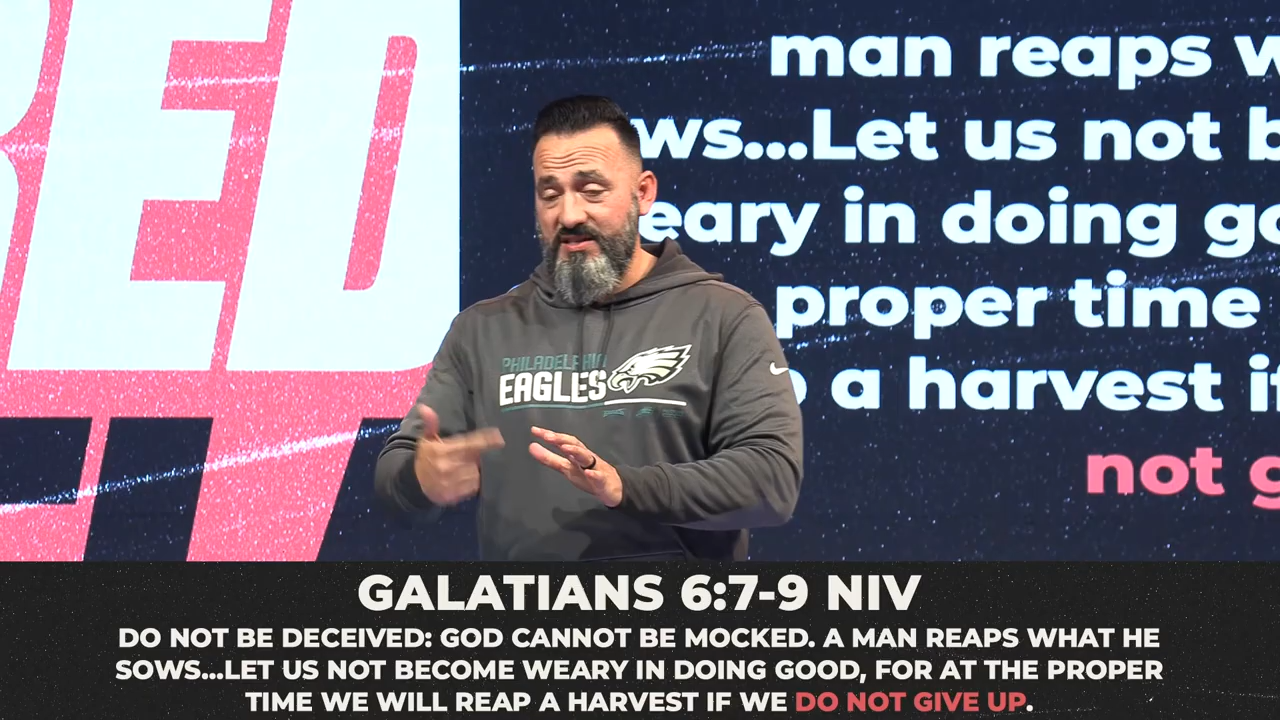 ED
man reaps
ws...Let us not
eary in doing
proper time
a harvest if
not
PHILADELPHIA
EAGLES
GALATIANS 6:7-9 NIV
DO NOT BE DECEIVED: GOD CANNOT BE MOCKED. A MAN REAPS WHAT HE
SOWS...LET US NOT BECOME WEARY IN DOING GOOD, FOR AT THE PROPER
TIME WE WILL REAP A HARVEST IF WE DO NOT GIVE UP.